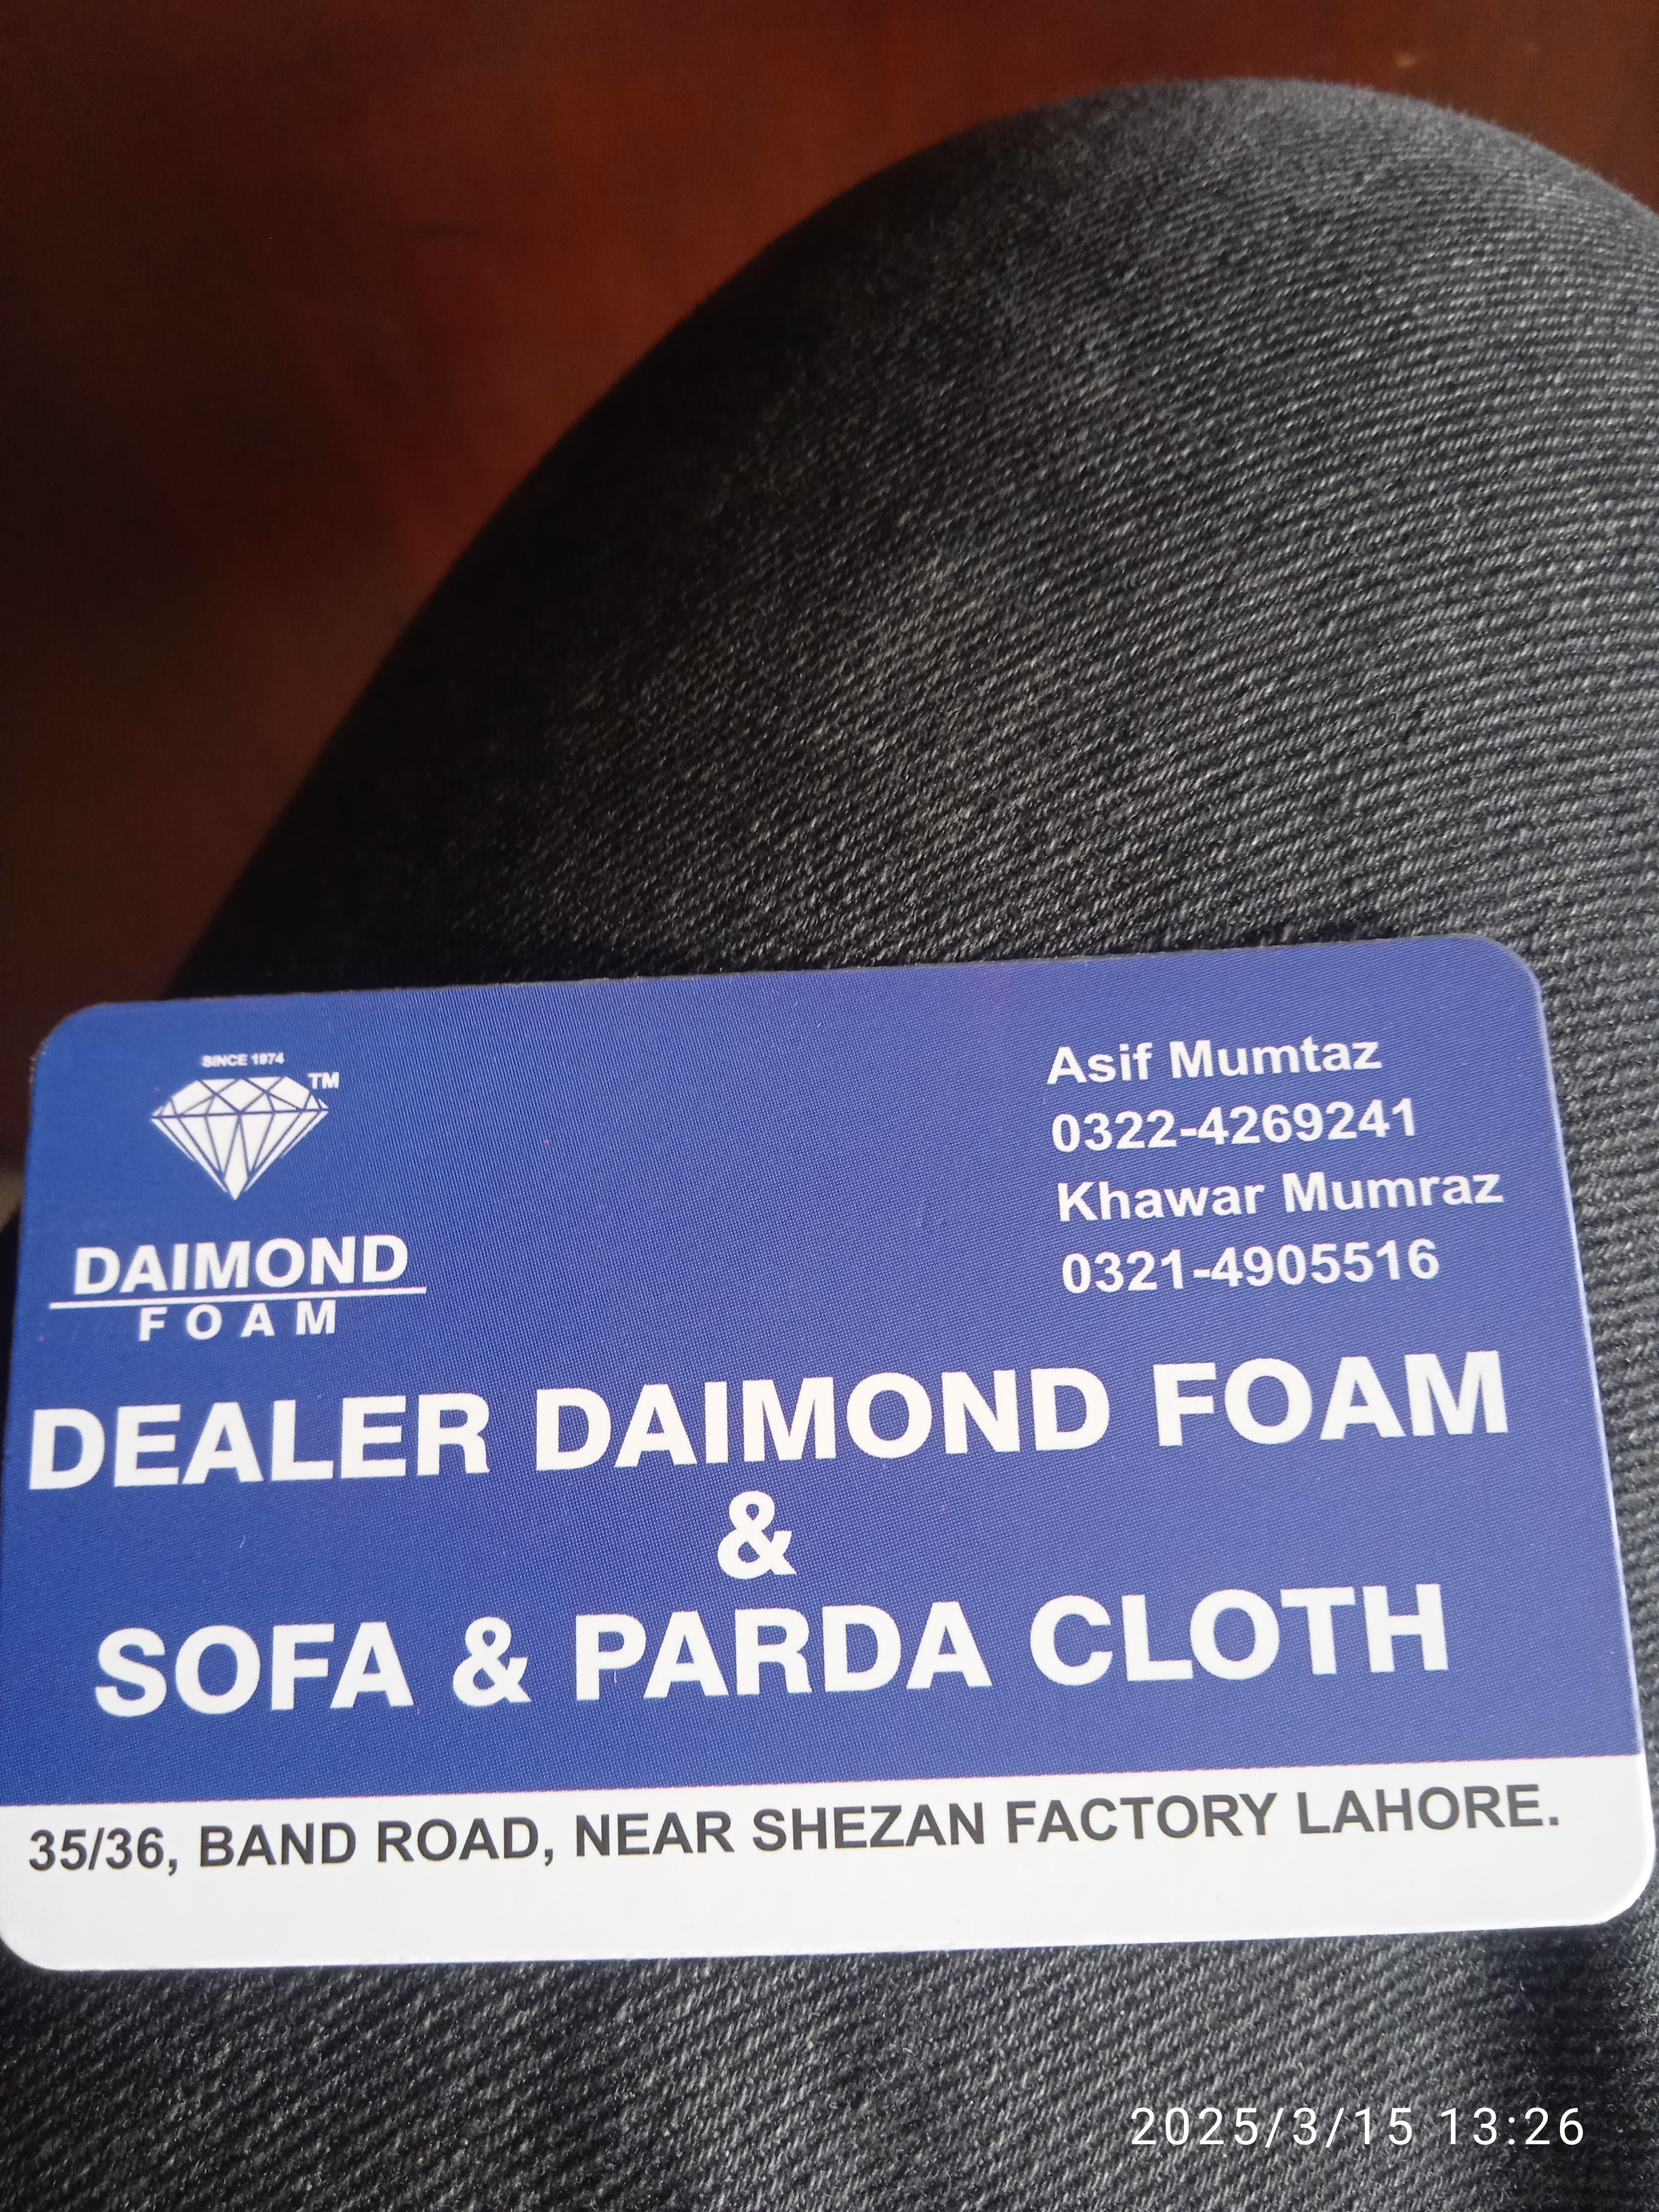 SINCE 1974
TM
DAIMOND
FOAM
Asif Mumtaz
0322-4269241
Khawar Mumraz
0321-4905516
DEALER DAIMOND FOAM
&
SOFA & PARDA CLOTH
35/36, BAND ROAD, NEAR SHEZAN FACTORY LAHORE.
2025/3/15 13:26